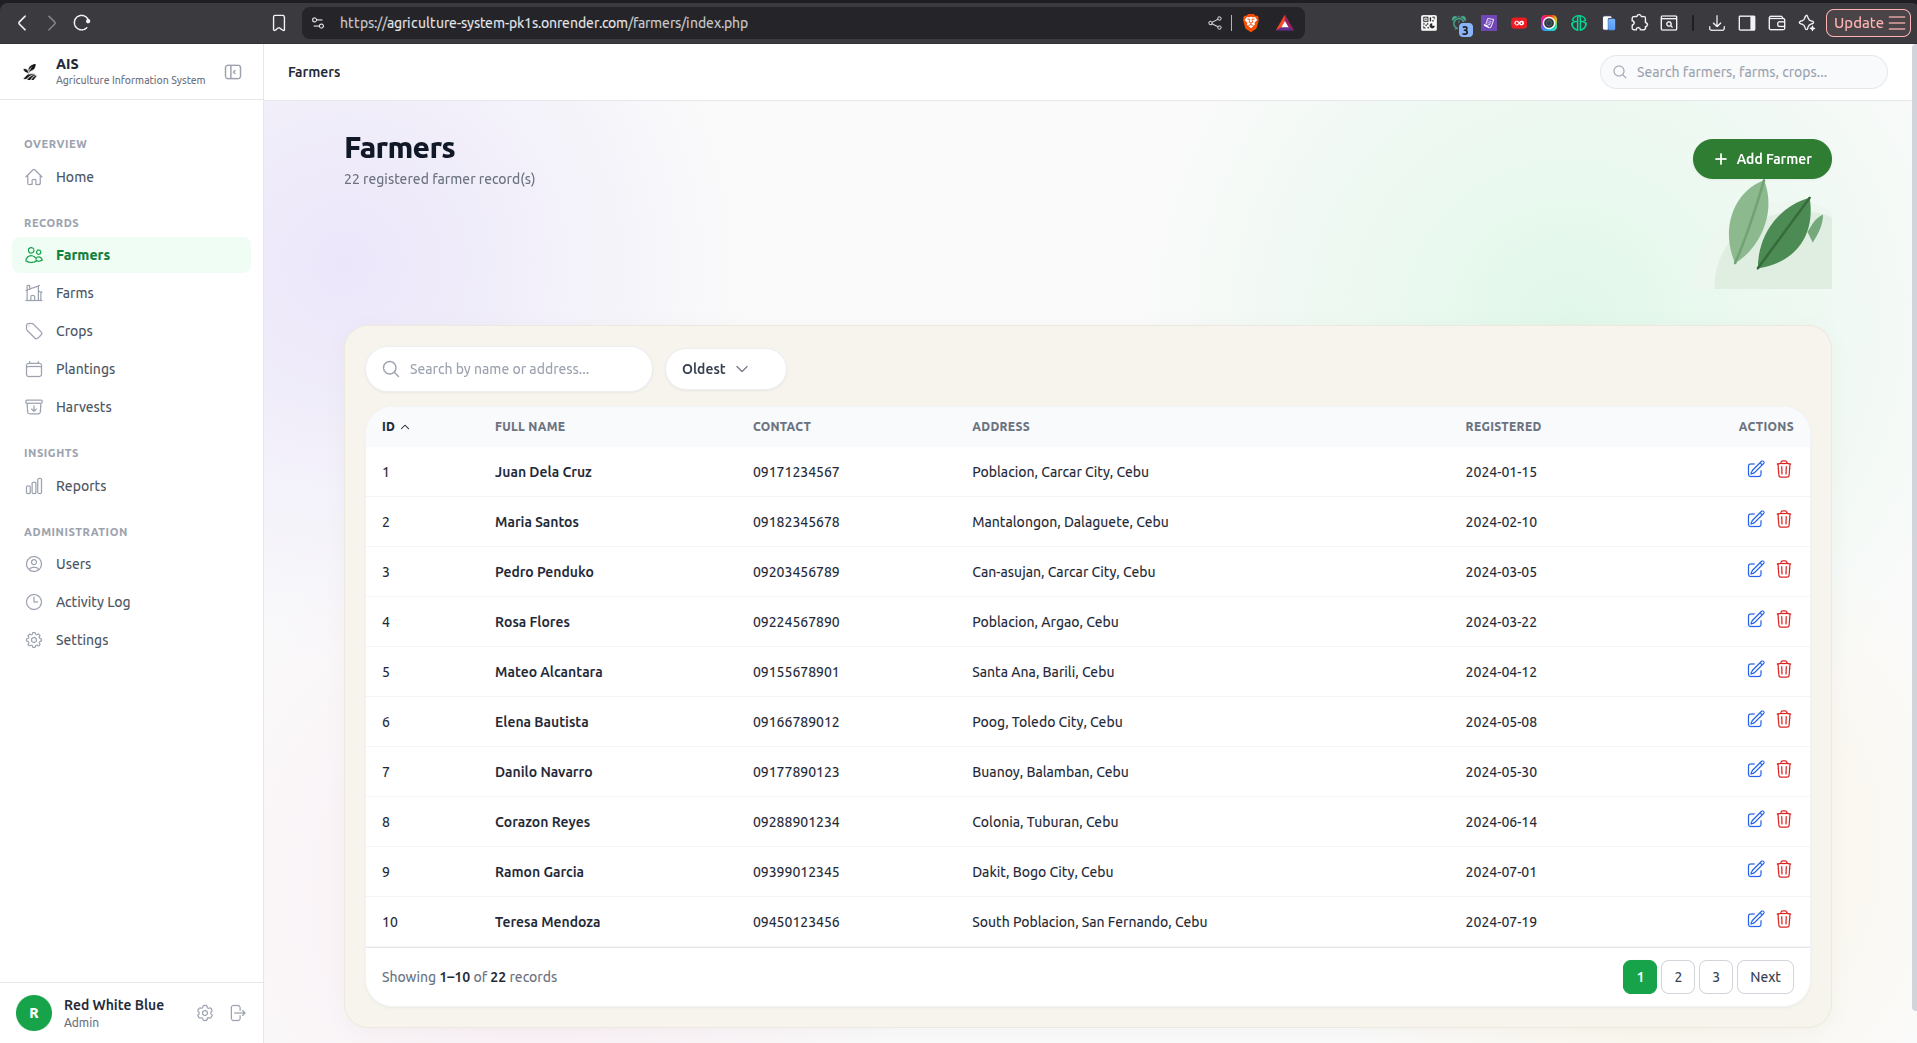 https://agriculture-system-pk1s.onrender.com/farmers/index.php
3
Update
AIS
Agriculture Information System
Farmers
Search farmers, farms, crops...
OVERVIEW
Home
RECORDS
Farmers
Farms
Crops
Plantings
Harvests
INSIGHTS
Reports
ADMINISTRATION
Users
Activity Log
Settings
R
Red White Blue
Admin
Farmers
22 registered farmer record(s)
+ Add Farmer
Search by name or address...
Oldest
ID FULL NAME CONTACT ADDRESS REGISTERED ACTIONS
1 Juan Dela Cruz 09171234567 Poblacion, Carcar City, Cebu 2024-01-15
2 Maria Santos 09182345678 Mantalongon, Dalaguete, Cebu 2024-02-10
3 Pedro Penduko 09203456789 Can-asujan, Carcar City, Cebu 2024-03-05
4 Rosa Flores 09224567890 Poblacion, Argao, Cebu 2024-03-22
5 Mateo Alcantara 09155678901 Santa Ana, Barili, Cebu 2024-04-12
6 Elena Bautista 09166789012 Poog, Toledo City, Cebu 2024-05-08
7 Danilo Navarro 09177890123 Buanoy, Balamban, Cebu 2024-05-30
8 Corazon Reyes 09288901234 Colonia, Tuburan, Cebu 2024-06-14
9 Ramon Garcia 09399012345 Dakit, Bogo City, Cebu 2024-07-01
10 Teresa Mendoza 09450123456 South Poblacion, San Fernando, Cebu 2024-07-19
Showing 1–10 of 22 records
1 2 3 Next